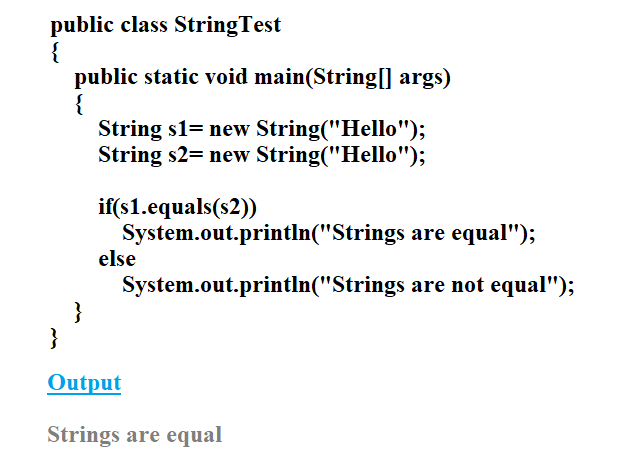 public class StringTest
{
public static void main(String[] args)
{
String s1= new String("Hello");
String s2= new String("Hello");
if(s1.equals(s2))
System.out.println("Strings are equal");
else
System.out.println("Strings are not equal");
}
}
Output
Strings are equal